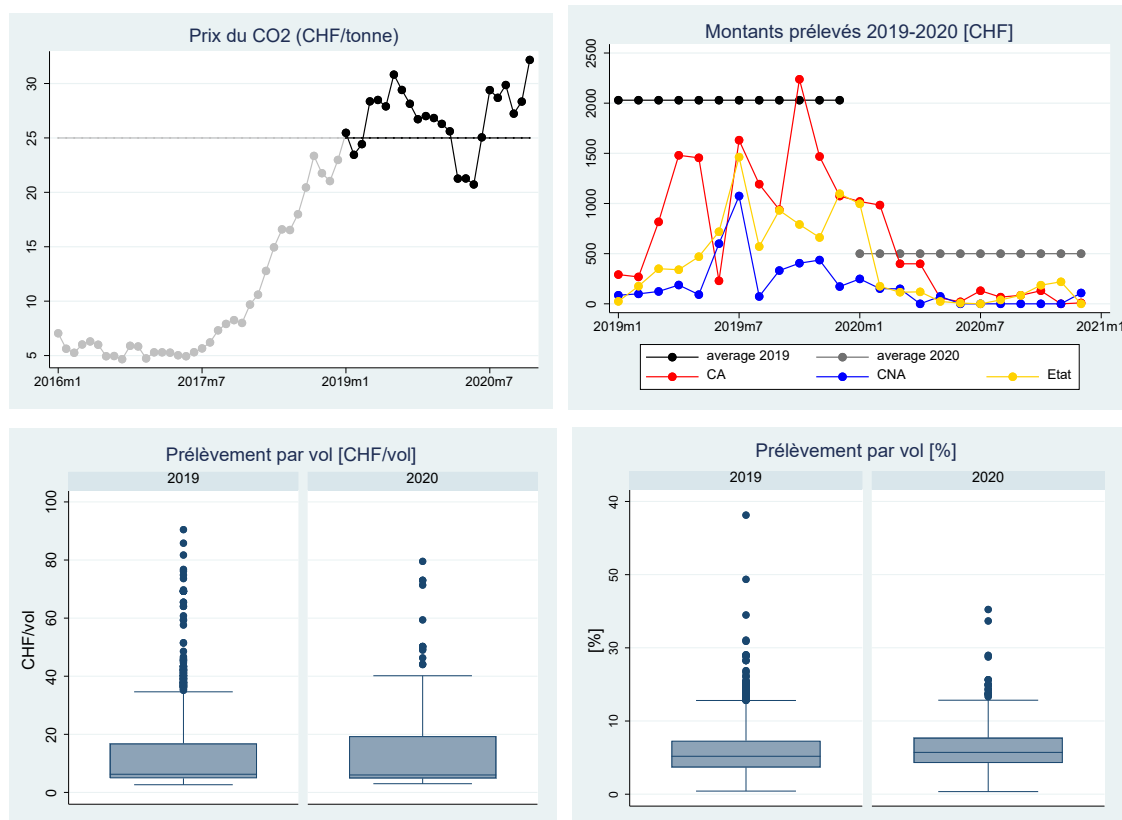 Prix du CO2 (CHF/tonne)
30
25
20
15
10
5
2016m1 2017m7 2019m1 2020m7
Montants prélevés 2019-2020 [CHF]
2500
2000
1500
1000
500
0
2019m1 2019m7 2020m1 2020m7 2021m1
average 2019 average 2020
CA CNA Etat
Prélèvement par vol [CHF/vol]
2019 2020
100
80
60
40
20
0
CHF/vol
Prélèvement par vol [%]
2019 2020
40
50
30
10
0
[%]